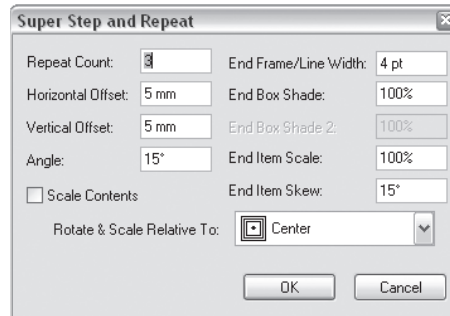 Super Step and Repeat
Repeat Count: 3
End Frame/Line Width: 4 pt
Horizontal Offset: 5 mm
End Box Shade: 100%
Vertical Offset: 5 mm
End Box Shade 2: 100%
Angle: 15°
End Item Scale: 100%
Scale Contents
End Item Skew: 15°
Rotate & Scale Relative To: Center
OK Cancel